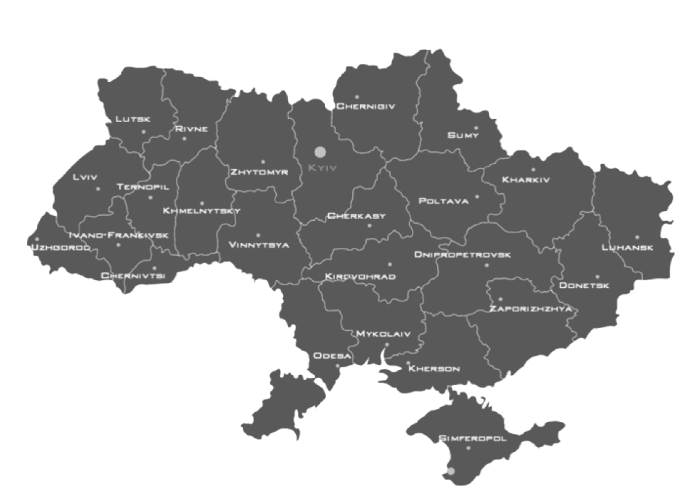 Chernigiv
Lutsk
Rivne
Sumy
Kyiv
Zhytomyr
Lviv
Ternopil
Kharkiv
Poltava
Khmelnytsky
Cherkasy
Ivano-Frankivsk
Uzhgorod
Vinnytsya
Luhansk
Dnipropetrovsk
Chernivtsi
Kirovohrad
Donetsk
Zaporizhzhya
Mykolaiv
Odesa
Kherson
Simferopol